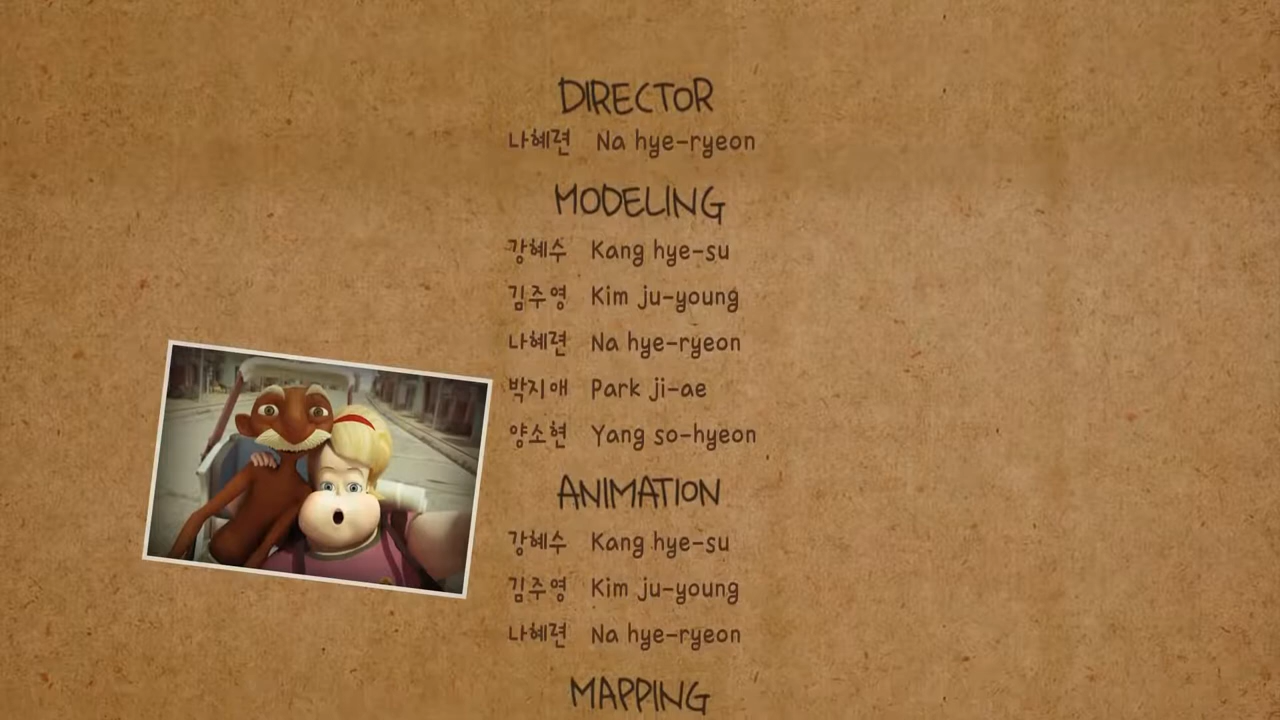 DIRECTOR
나혜련 Na hye-ryeon
MODELING
강혜수 Kang hye-su
김주영 Kim ju-young
나혜련 Na hye-ryeon
박지애 Park ji-ae
양소현 Yang so-hyeon
ANIMATION
강혜수 Kang hye-su
김주영 Kim ju-young
나혜련 Na hye-ryeon
MAPPING